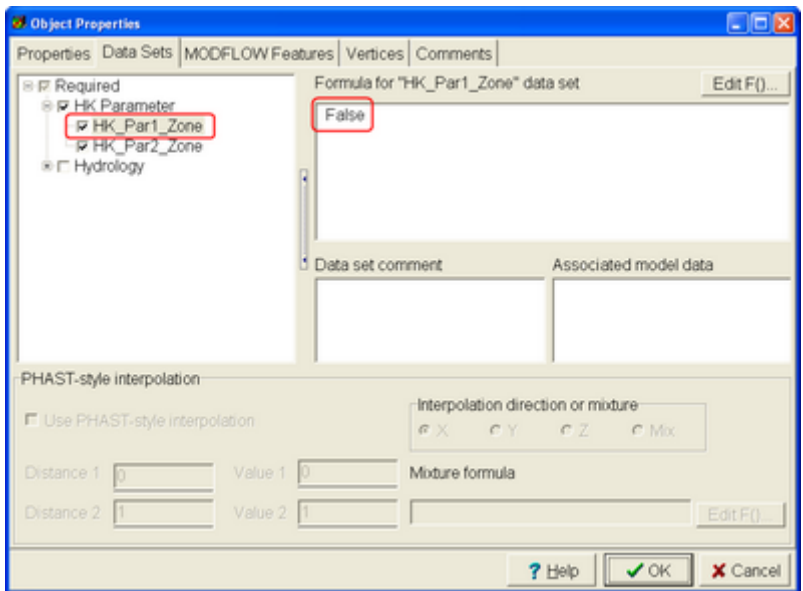 Object Properties
Properties Data Sets MODFLOW Features Vertices Comments
Required
HK Parameter
HK_Par1_Zone
HK_Par2_Zone
Hydrology
Formula for "HK_Par1_Zone" data set
Edit F()...
False
Data set comment
Associated model data
PHAST-style interpolation
Use PHAST-style interpolation
Interpolation direction or mixture
X Y Z Mix
Distance 1 0 Value 1 0 Mixture formula
Distance 2 1 Value 2 1 Edit F()...
? Help OK Cancel